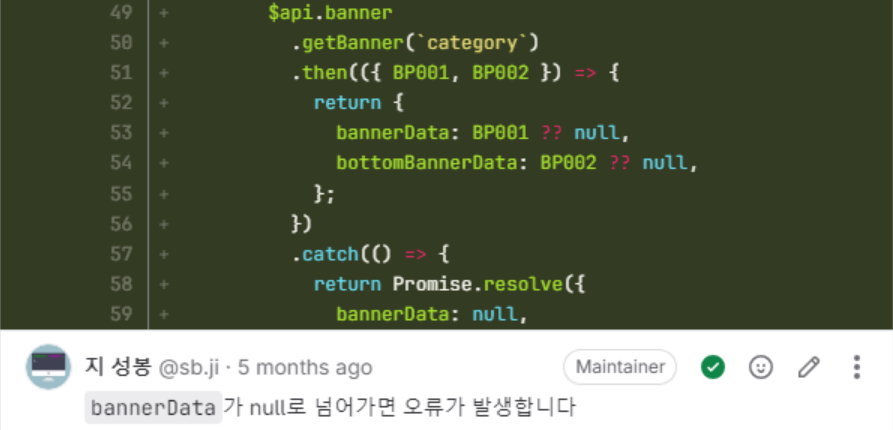 49 + $api.banner
50 + .getBanner(`category`)
51 + .then(({ BP001, BP002 }) => {
52 + return {
53 + bannerData: BP001 ?? null,
54 + bottomBannerData: BP002 ?? null,
55 + };
56 + })
57 + .catch(() => {
58 + return Promise.resolve({
59 + bannerData: null,
지 성봉 @sb.ji · 5 months ago Maintainer
bannerData 가 null로 넘어가면 오류가 발생합니다